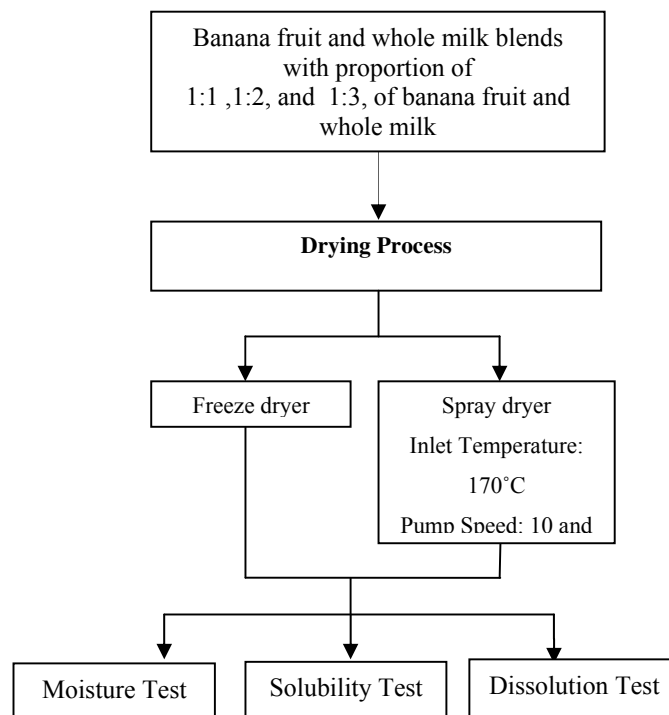 Banana fruit and whole milk blends
with proportion of
1:1 ,1:2, and 1:3, of banana fruit and
whole milk
Drying Process
Freeze dryer
Spray dryer
Inlet Temperature:
170˚C
Pump Speed: 10 and
Moisture Test
Solubility Test
Dissolution Test